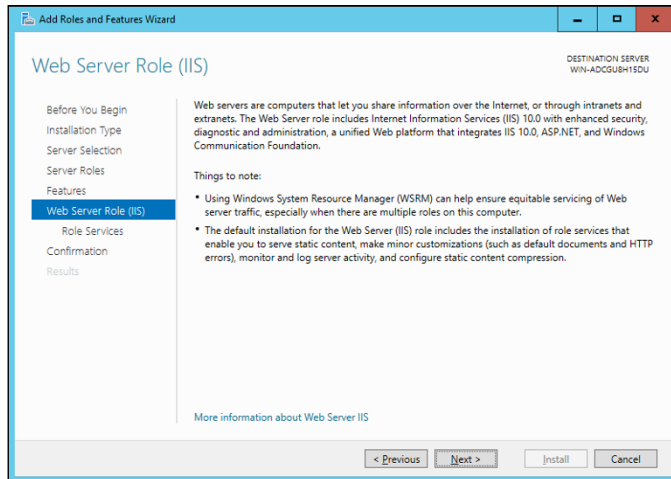 Add Roles and Features Wizard
Web Server Role (IIS)
DESTINATION SERVER
WIN-ADCGU8H15DU
Before You Begin
Installation Type
Server Selection
Server Roles
Features
Web Server Role (IIS)
Role Services
Confirmation
Results
Web servers are computers that let you share information over the Internet, or through intranets and
extranets. The Web Server role includes Internet Information Services (IIS) 10.0 with enhanced security,
diagnostic and administration, a unified Web platform that integrates IIS 10.0, ASP.NET, and Windows
Communication Foundation.
Things to note:
• Using Windows System Resource Manager (WSRM) can help ensure equitable servicing of Web
server traffic, especially when there are multiple roles on this computer.
• The default installation for the Web Server (IIS) role includes the installation of role services that
enable you to serve static content, make minor customizations (such as default documents and HTTP
errors), monitor and log server activity, and configure static content compression.
More information about Web Server IIS
< Previous
Next >
Install
Cancel